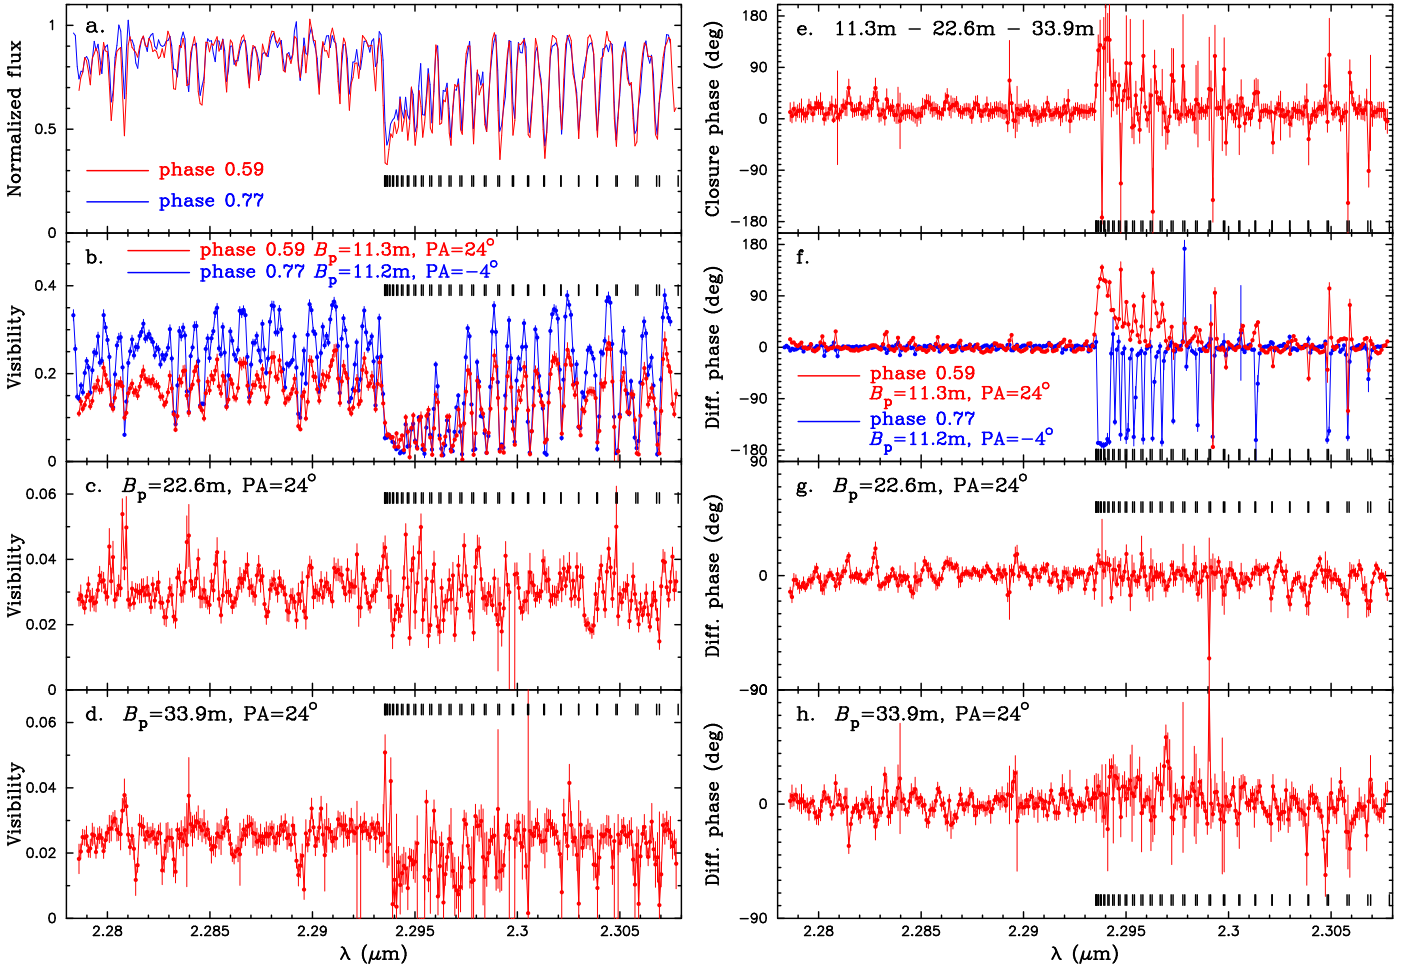 a.
Normalized flux
1
0.5
0
phase 0.59
phase 0.77
b.
phase 0.59 Bp=11.3m, PA=24°
phase 0.77 Bp=11.2m, PA=−4°
Visibility
0.4
0.2
0
c. Bp=22.6m, PA=24°
Visibility
0.06
0.04
0.02
0
d. Bp=33.9m, PA=24°
Visibility
0.06
0.04
0.02
0
2.28 2.285 2.29 2.295 2.3 2.305
λ (μm)
e. 11.3m − 22.6m − 33.9m
Closure phase (deg)
180
90
0
−90
−180
f.
Diff. phase (deg)
180
90
0
−90
−180
phase 0.59
Bp=11.3m, PA=24°
phase 0.77
Bp=11.2m, PA=−4°
g. Bp=22.6m, PA=24°
Diff. phase (deg)
90
0
−90
h. Bp=33.9m, PA=24°
Diff. phase (deg)
0
−90
2.28 2.285 2.29 2.295 2.3 2.305
λ (μm)